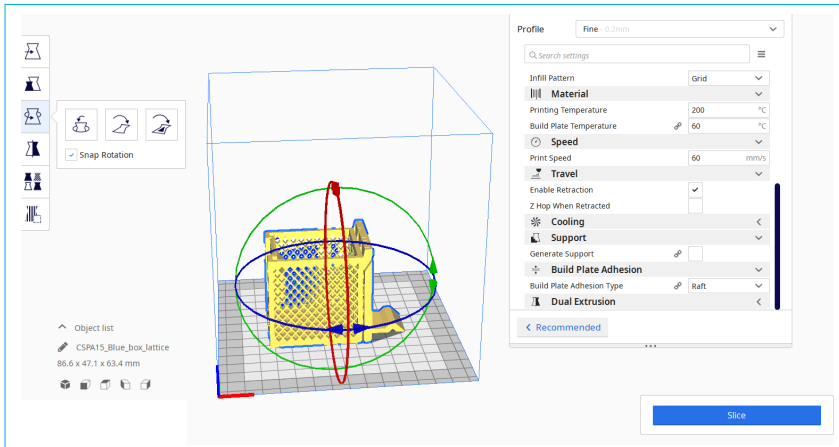 Profile
Fine - 0.2mm
Search settings
Infill Pattern
Grid
Material
Printing Temperature
200 °C
Build Plate Temperature
60 °C
Speed
Print Speed
60 mm/s
Travel
Enable Retraction
Z Hop When Retracted
Cooling
Support
Generate Support
Build Plate Adhesion
Build Plate Adhesion Type
Raft
Dual Extrusion
Recommended
Snap Rotation
Object list
CSPA15_Blue_box_lattice
86.6 x 47.1 x 63.4 mm
Slice